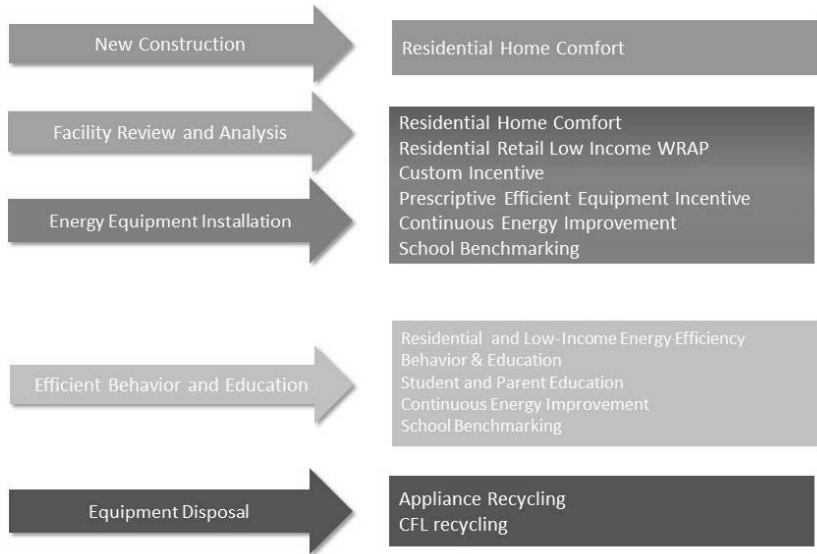 New Construction
Residential Home Comfort
Facility Review and Analysis
Energy Equipment Installation
Residential Home Comfort
Residential Retail Low Income WRAP
Custom Incentive
Prescriptive Efficient Equipment Incentive
Continuous Energy Improvement
School Benchmarking
Efficient Behavior and Education
Residential and Low-Income Energy Efficiency
Behavior & Education
Student and Parent Education
Continuous Energy Improvement
School Benchmarking
Equipment Disposal
Appliance Recycling
CFL recycling